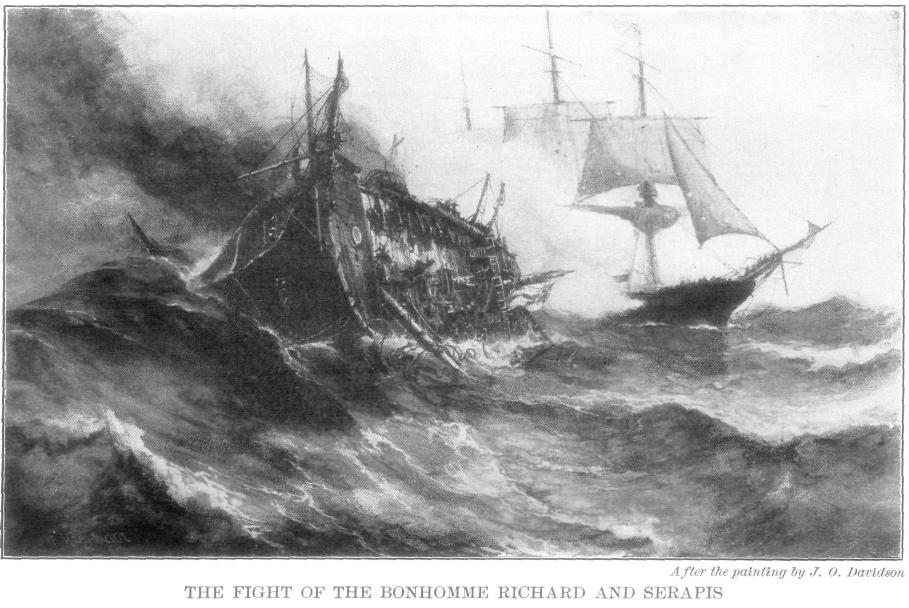 After the painting by J. O. Davidson
THE FIGHT OF THE BONHOMME RICHARD AND SERAPIS